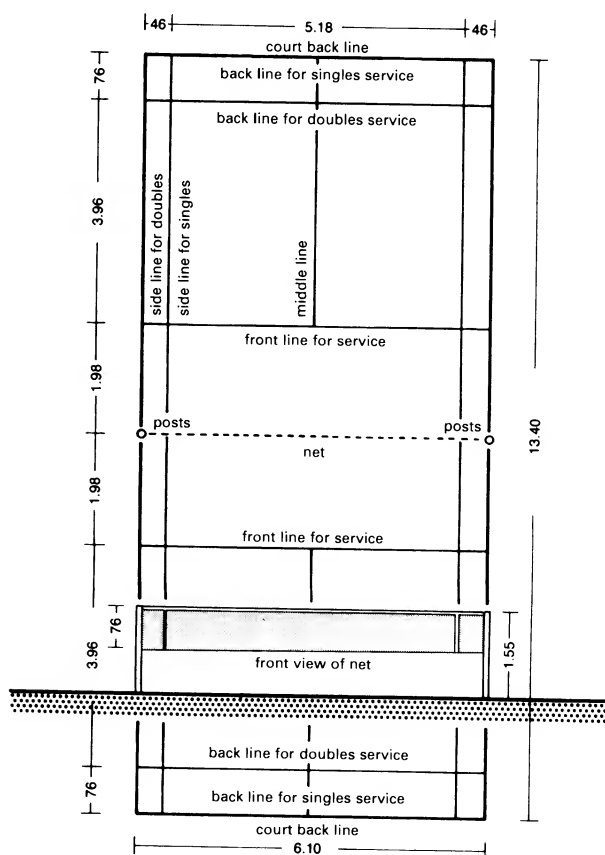 46 5.18 46
court back line
76
back line for singles service
back line for doubles service
3.96
side line for doubles
side line for singles
middle line
front line for service
1.98
posts posts
net
13.40
1.98
front line for service
76
3.96
front view of net
1.55
back line for doubles service
76
back line for singles service
court back line
6.10